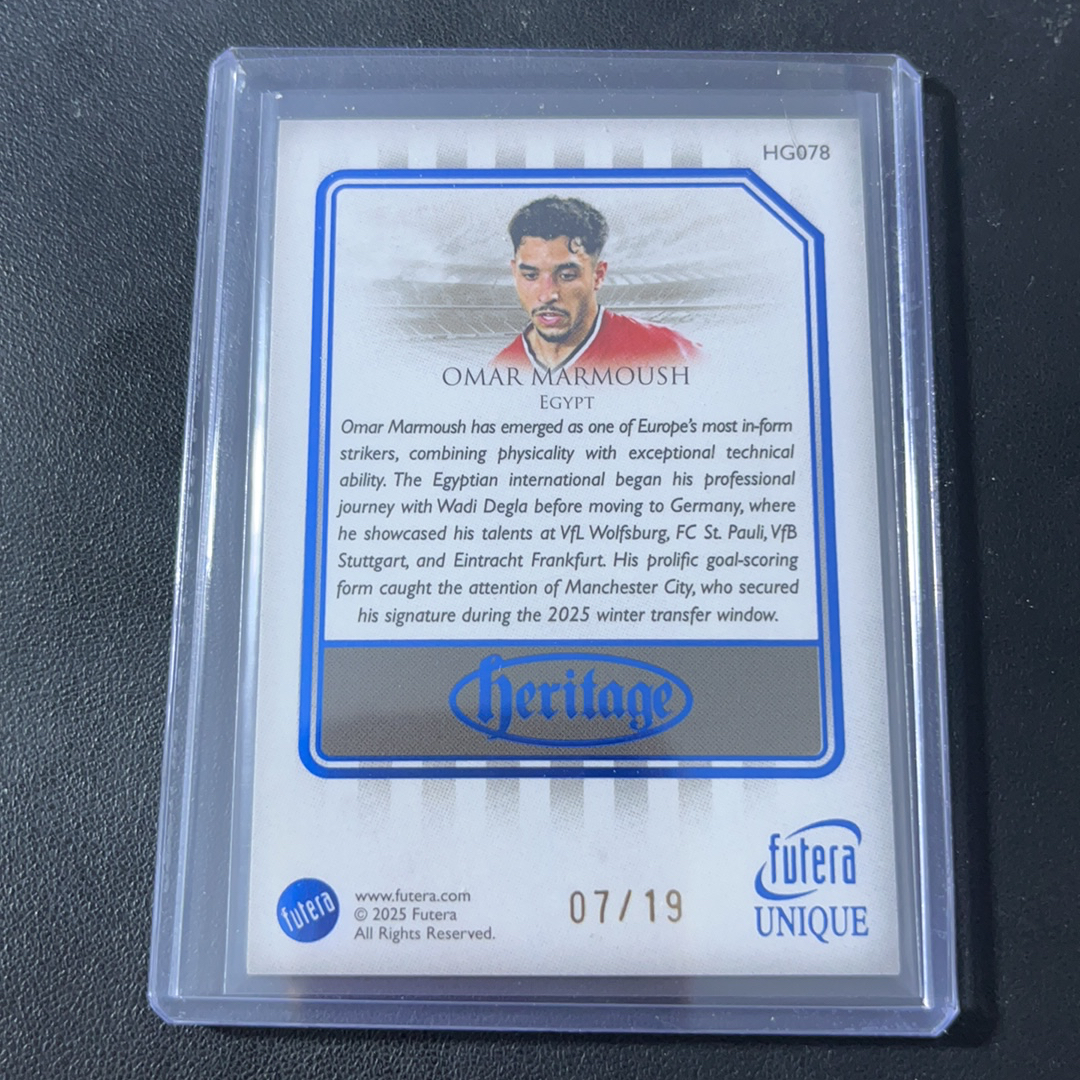 HG078
OMAR MARMOUSH
EGYPT
Omar Marmoush has emerged as one of Europe's most in-form
strikers, combining physicality with exceptional technical
ability. The Egyptian international began his professional
journey with Wadi Degla before moving to Germany, where
he showcased his talents at VfL Wolfsburg, FC St. Pauli, VfB
Stuttgart, and Eintracht Frankfurt. His prolific goal-scoring
form caught the attention of Manchester City, who secured
his signature during the 2025 winter transfer window.
heritage
futera
www.futera.com
© 2025 Futera
All Rights Reserved.
07/19
futera
UNIQUE